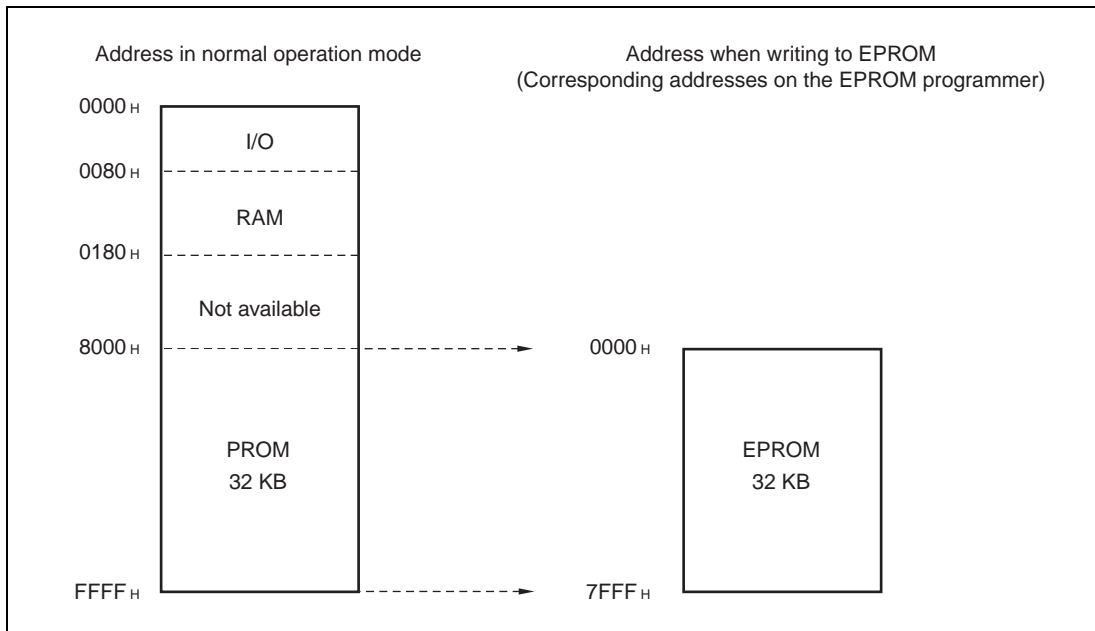 Address in normal operation mode
Address when writing to EPROM
(Corresponding addresses on the EPROM programmer)
0000 H
I/O
0080 H
RAM
0180 H
Not available
8000 H
0000 H
PROM
32 KB
EPROM
32 KB
FFFF H
7FFF H